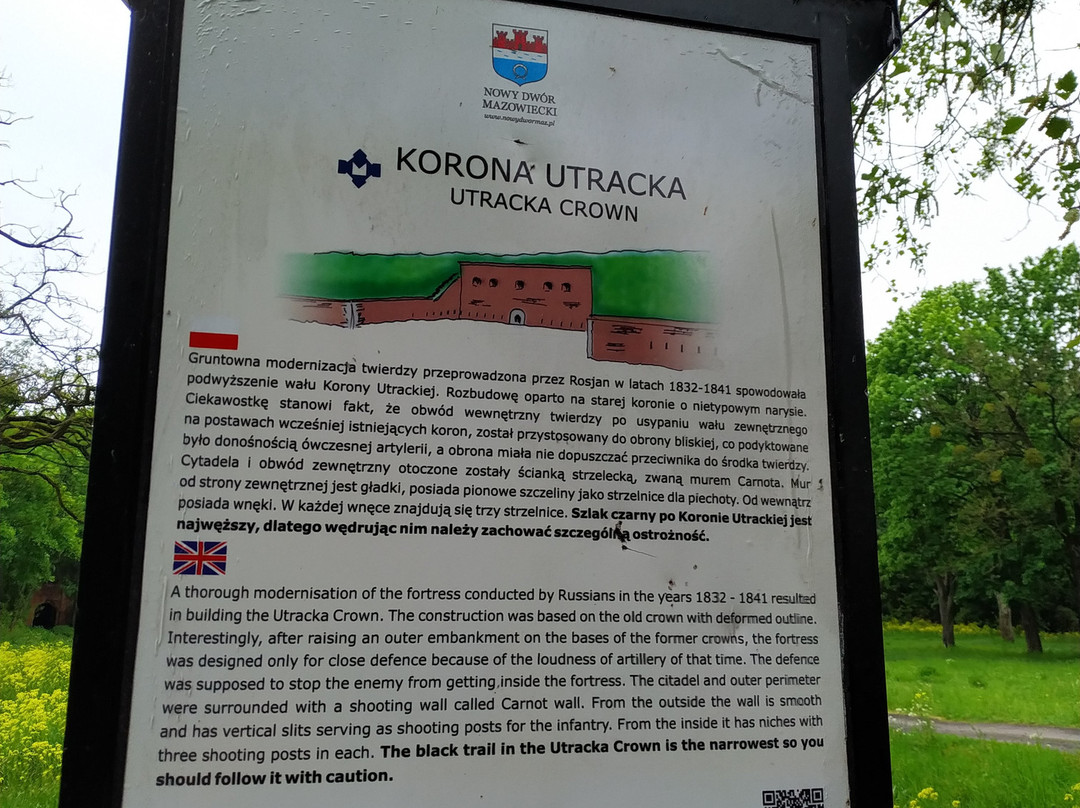 NOWY DWÓR
MAZOWIECKI
www.nowydwormaz.pl
KORONA UTRACKA
UTRACKA CROWN
Gruntowna modernizacja twierdzy przeprowadzona przez Rosjan w latach 1832-1841 spowodowała
podwyższenie wału Korony Utrackiej. Rozbudowę oparto na starej koronie o nietypowym narysie.
Ciekawostkę stanowi fakt, że obwód wewnętrzny twierdzy po usypaniu wału zewnętrznego
na postawach wcześniej istniejących koron, został przystosowany do obrony bliskiej, co podyktowane
było donośnością ówczesnej artylerii, a obrona miała nie dopuszczać przeciwnika do środka twierdzy.
Cytadela i obwód zewnętrzny otoczone zostały ścianką strzelecką, zwaną murem Carnota. Mur
od strony zewnętrznej jest gładki, posiada pionowe szczeliny jako strzelnice dla piechoty. Od wewnątrz
posiada wnęki. W każdej wnęce znajdują się trzy strzelnice. Szlak czarny po Koronie Utrackiej jest
najwęższy, dlatego wędrując nim należy zachować szczególną ostrożność.
A thorough modernisation of the fortress conducted by Russians in the years 1832 - 1841 resulted
in building the Utracka Crown. The construction was based on the old crown with deformed outline.
Interestingly, after raising an outer embankment on the bases of the former crowns, the fortress
was designed only for close defence because of the loudness of artillery of that time. The defence
was supposed to stop the enemy from getting inside the fortress. The citadel and outer perimeter
were surrounded with a shooting wall called Carnot wall. From the outside the wall is smooth
and has vertical slits serving as shooting posts for the infantry. From the inside it has niches with
three shooting posts in each. The black trail in the Utracka Crown is the narrowest so you
should follow it with caution.